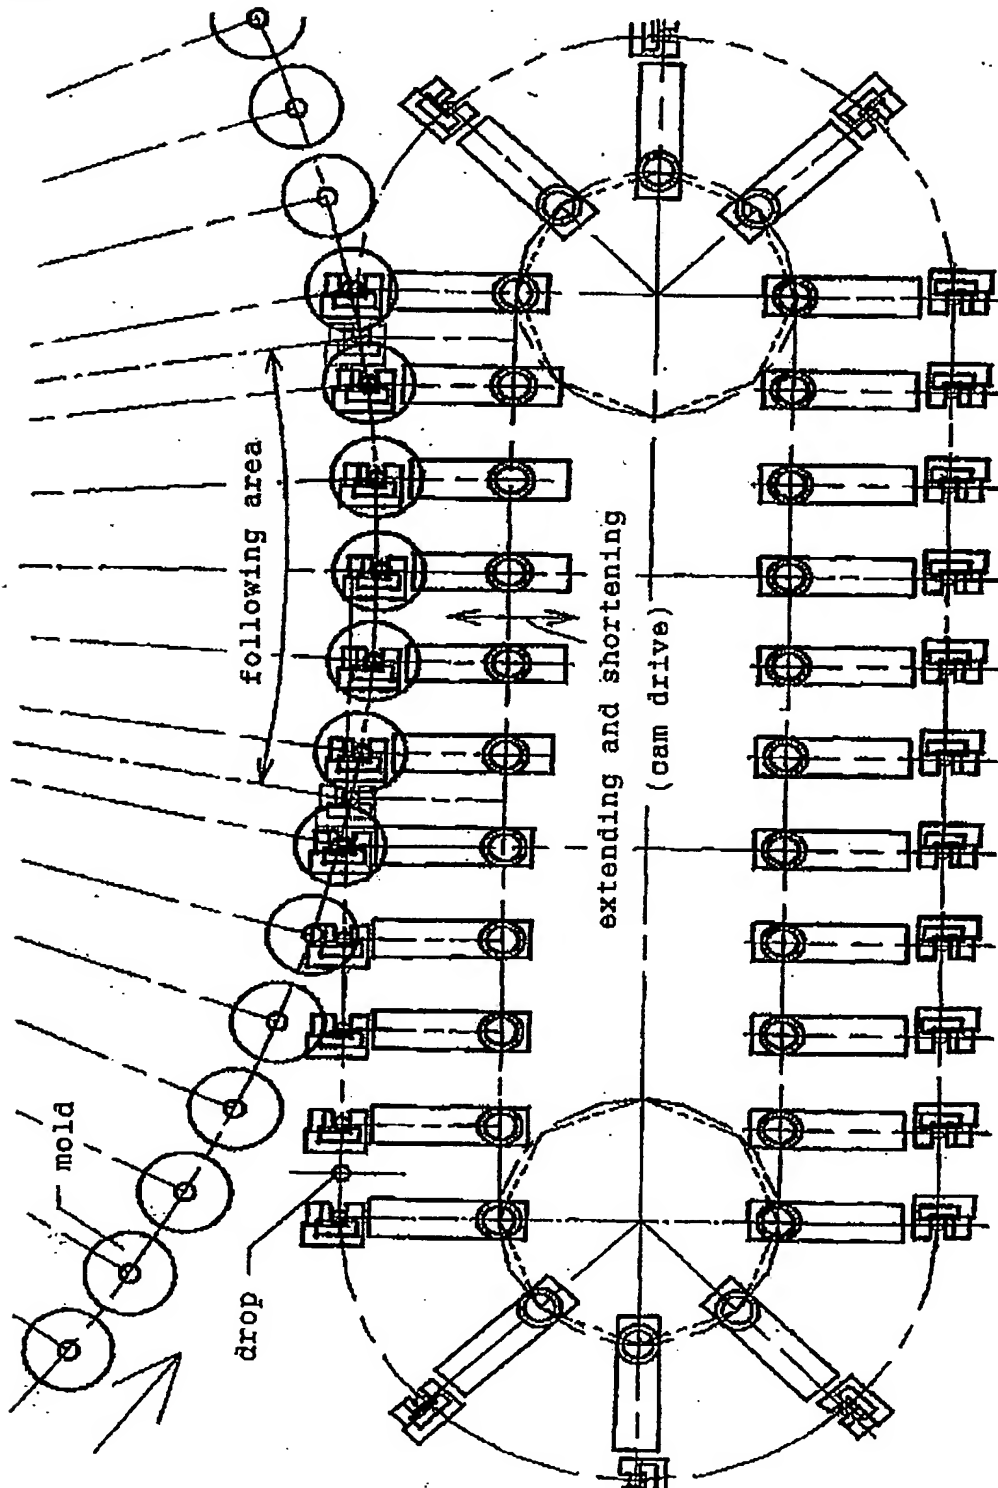 following area
extending and shortening
(cam drive)
mold
drop